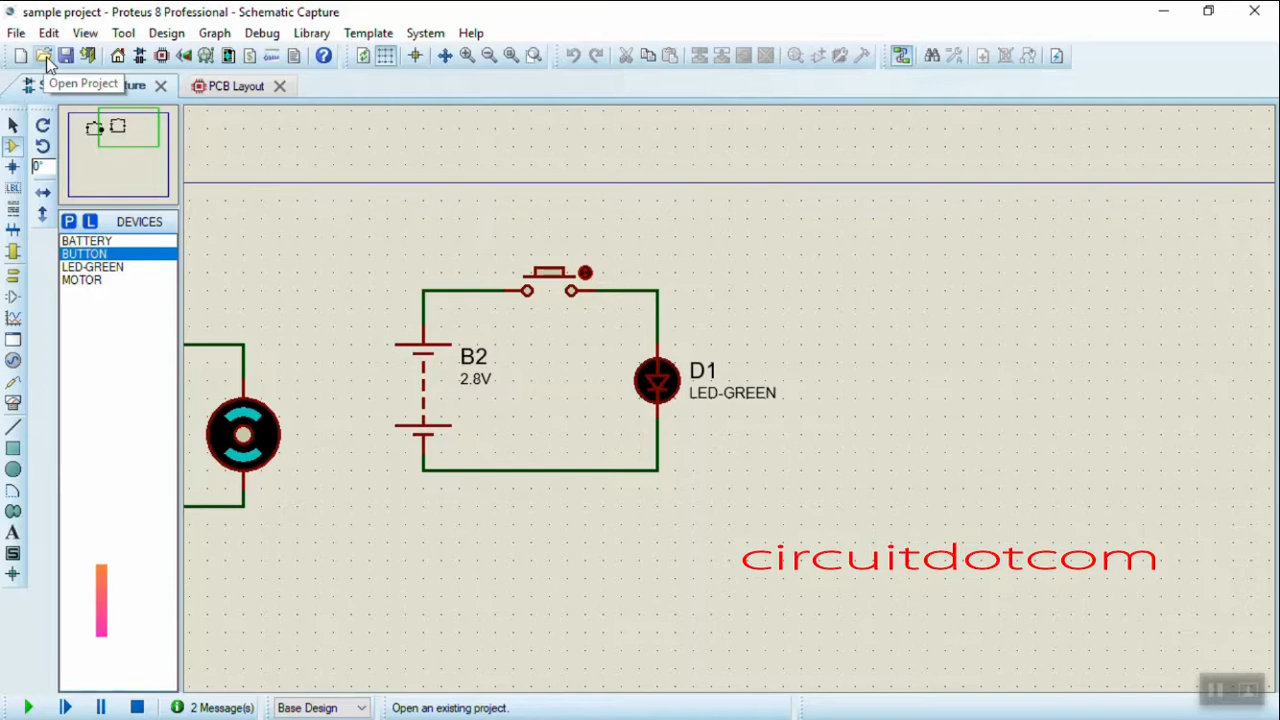 sample project - Proteus 8 Professional - Schematic Capture
File Edit View Tool Design Graph Debug Library Template System Help
Open Project
PCB Layout
0°
P L DEVICES
BATTERY
BUTTON
LED-GREEN
MOTOR
LBL
B2
2.8V
D1
LED-GREEN
circuitdotcom
A
S
2 Message(s) Base Design Open an existing project.